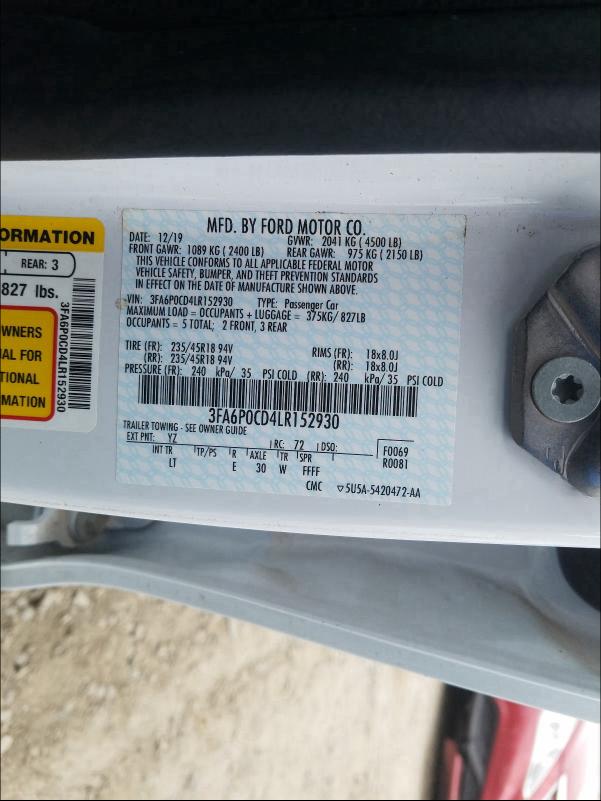 ORMATION
REAR: 3
827 lbs.
WNERS
AL FOR
TIONAL
MATION
3FA6P0CD4LR152930
MFD. BY FORD MOTOR CO.
DATE: 12/19 GVWR: 2041 KG ( 4500 LB)
FRONT GAWR: 1089 KG ( 2400 LB) REAR GAWR: 975 KG ( 2150 LB)
THIS VEHICLE CONFORMS TO ALL APPLICABLE FEDERAL MOTOR
VEHICLE SAFETY, BUMPER, AND THEFT PREVENTION STANDARDS
IN EFFECT ON THE DATE OF MANUFACTURE SHOWN ABOVE.
VIN: 3FA6P0CD4LR152930 TYPE: Passenger Car
MAXIMUM LOAD = OCCUPANTS + LUGGAGE = 375KG/ 827LB
OCCUPANTS = 5 TOTAL; 2 FRONT, 3 REAR
TIRE (FR): 235/45R18 94V RIMS (FR): 18x8.0J
(RR): 235/45R18 94V (RR): 18x8.0J
PRESSURE (FR): 240 kPa/ 35 PSI COLD (RR): 240 kPa/ 35 PSI COLD
3FA6P0CD4LR152930
TRAILER TOWING - SEE OWNER GUIDE
EXT PNT: YZ RC: 72 DSO: F0069
INT TR TP/PS R AXLE TR SPR R0081
LT E 30 W FFFF
CMC ▽5U5A-5420472-AA